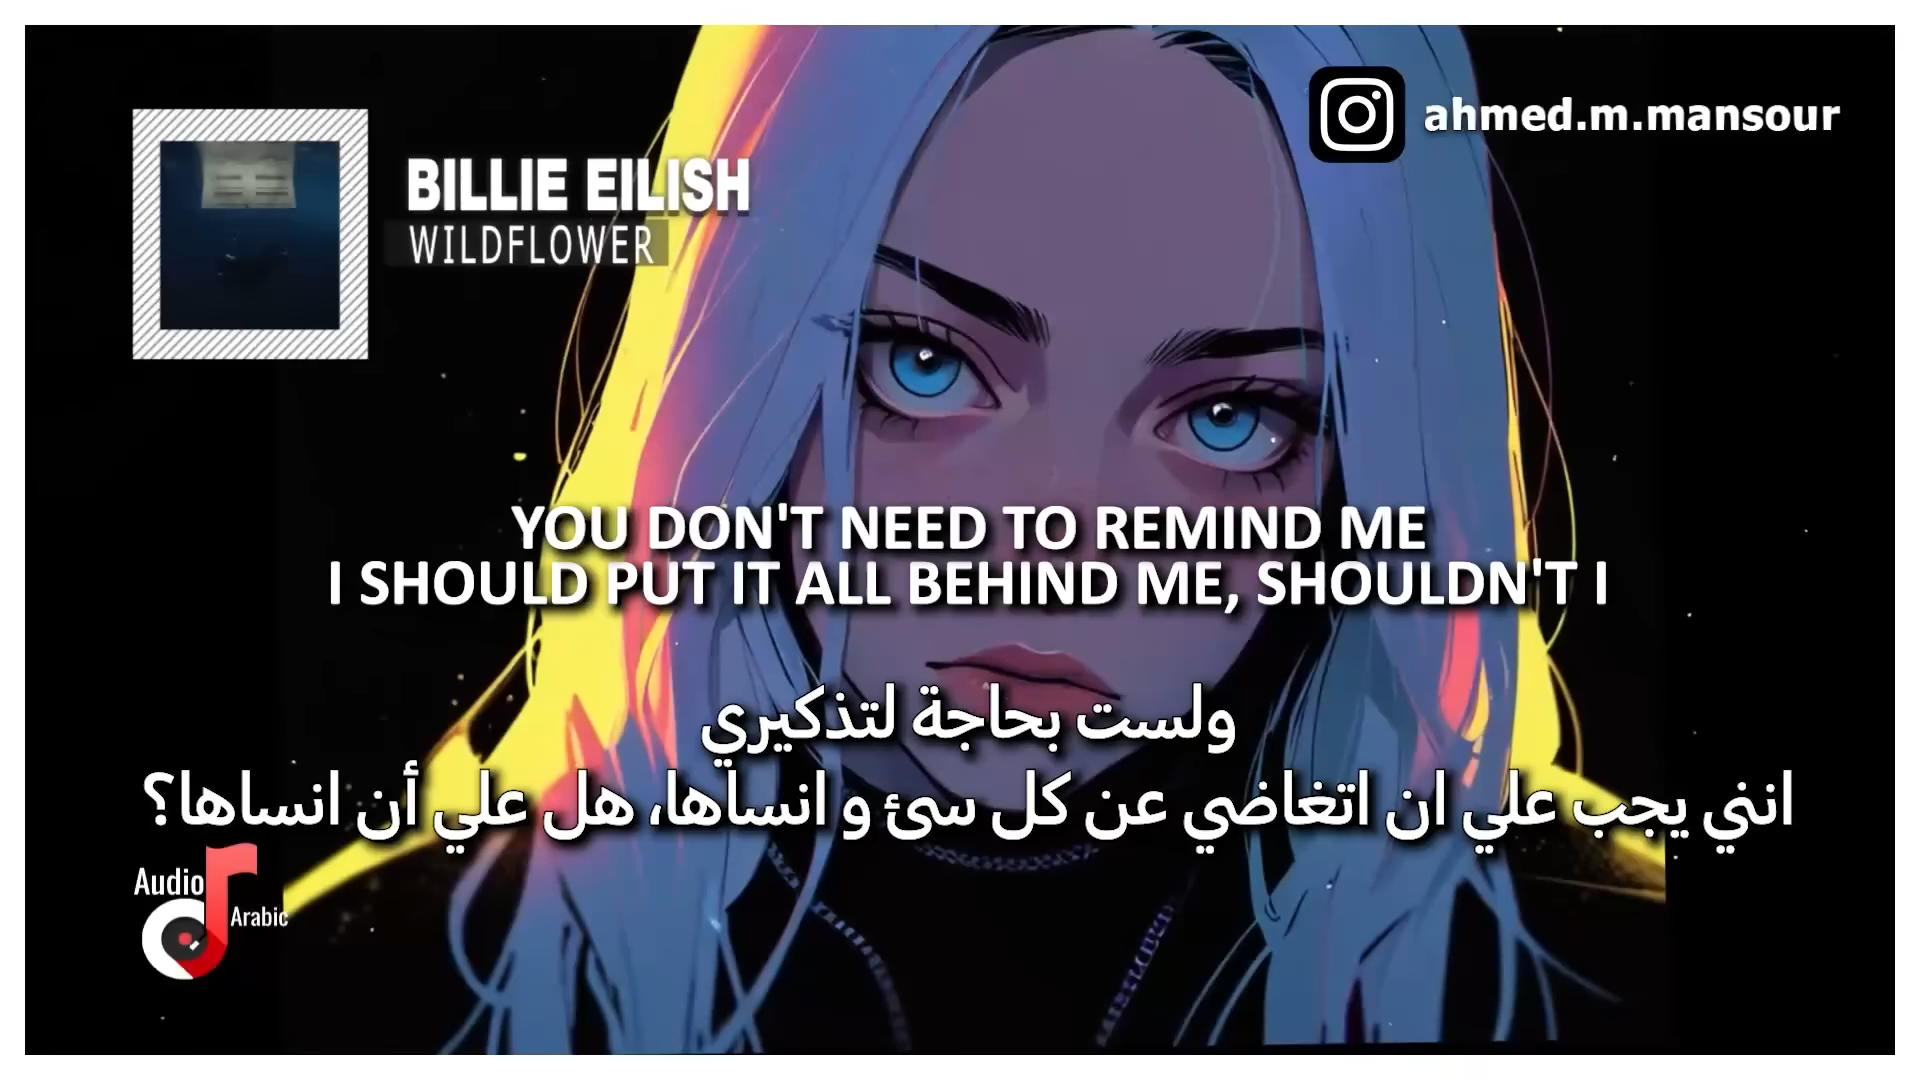 ahmed.m.mansour
BILLIE EILISH
WILDFLOWER
YOU DON'T NEED TO REMIND ME
I SHOULD PUT IT ALL BEHIND ME, SHOULDN'T I
ولست بحاجة لتذكيري
انني يجب علي ان اتغاضي عن كل سئ و انساها، هل علي أن انساها؟
Audio
Arabic